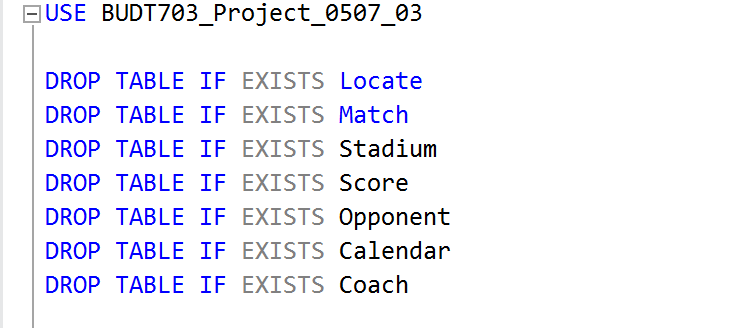 USE BUDT703_Project_0507_03
DROP TABLE IF EXISTS Locate
DROP TABLE IF EXISTS Match
DROP TABLE IF EXISTS Stadium
DROP TABLE IF EXISTS Score
DROP TABLE IF EXISTS Opponent
DROP TABLE IF EXISTS Calendar
DROP TABLE IF EXISTS Coach